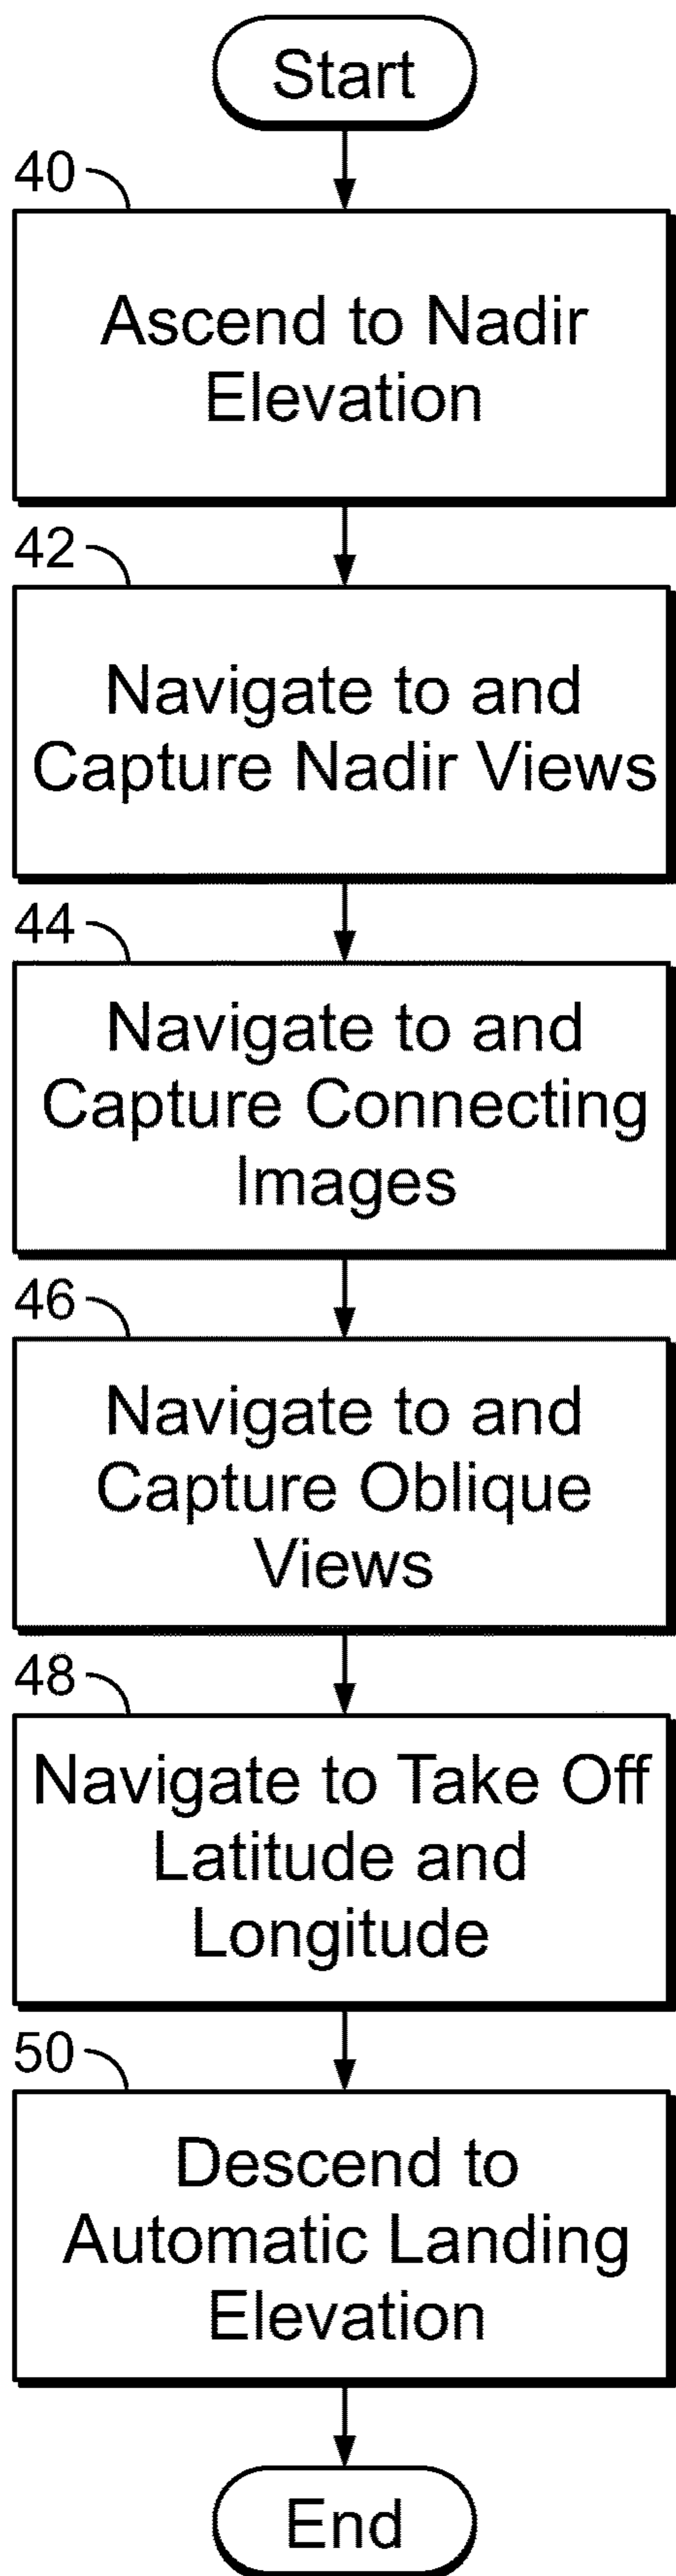 Start
40
Ascend to Nadir
Elevation
42
Navigate to and
Capture Nadir Views
44
Navigate to and
Capture Connecting
Images
46
Navigate to and
Capture Oblique
Views
48
Navigate to Take Off
Latitude and
Longitude
50
Descend to
Automatic Landing
Elevation
End